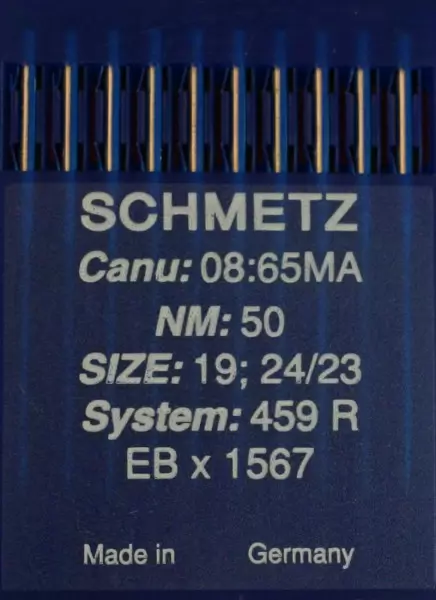 SCHMETZ
Canu: 08:65MA
NM: 50
SIZE: 19; 24/23
System: 459 R
EB x 1567
Made in Germany